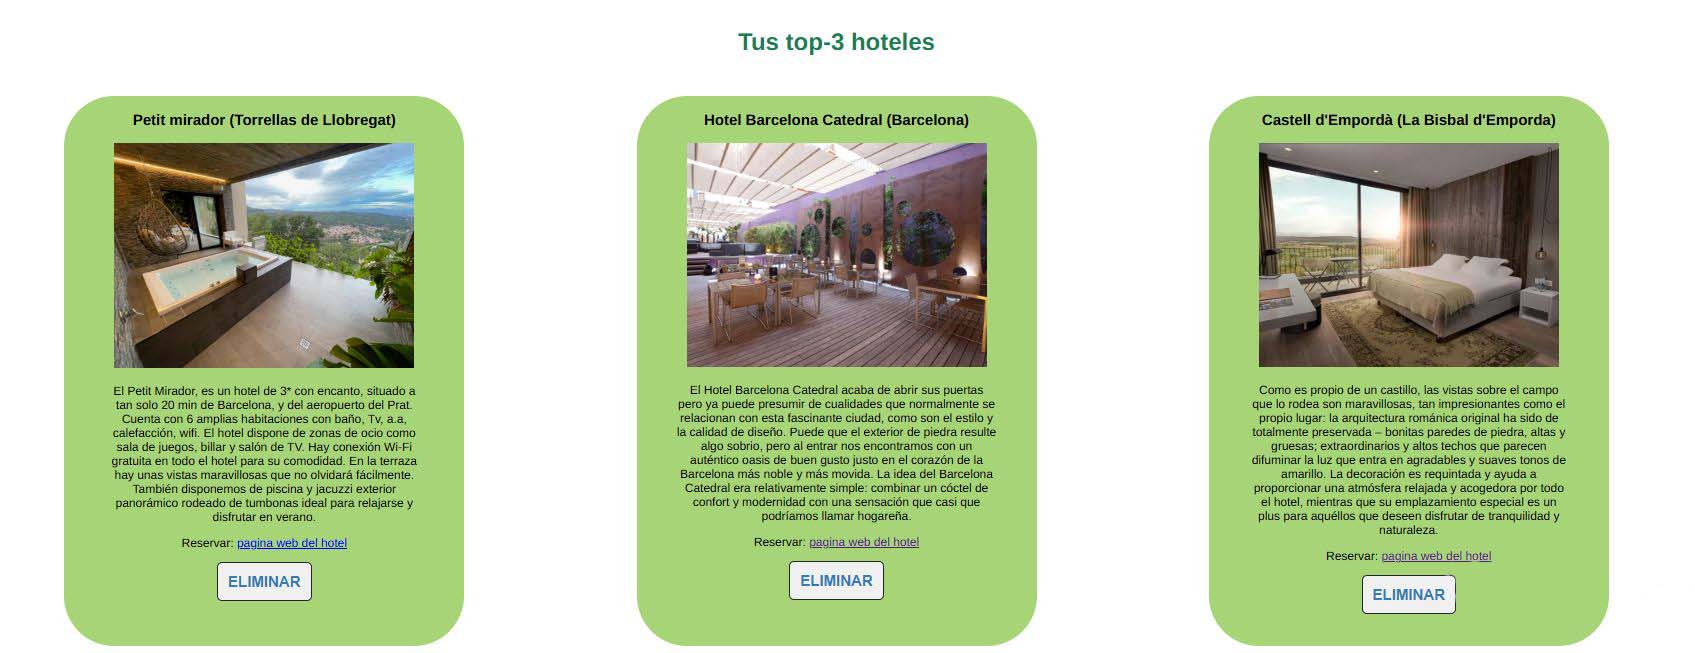 Tus top-3 hoteles
Petit mirador (Torrellas de Llobregat)
El Petit Mirador, es un hotel de 3* con encanto, situado a
tan solo 20 min de Barcelona, y del aeropuerto del Prat.
Cuenta con 6 amplias habitaciones con baño, Tv, a.a,
calefacción, wifi. El hotel dispone de zonas de ocio como
sala de juegos, billar y salón de TV. Hay conexión Wi-Fi
gratuita en todo el hotel para su comodidad. En la terraza
hay unas vistas maravillosas que no olvidará fácilmente.
También disponemos de piscina y jacuzzi exterior
panorámico rodeado de tumbonas ideal para relajarse y
disfrutar en verano.
Reservar: pagina web del hotel
ELIMINAR
Hotel Barcelona Catedral (Barcelona)
El Hotel Barcelona Catedral acaba de abrir sus puertas
pero ya puede presumir de cualidades que normalmente se
relacionan con esta fascinante ciudad, como son el estilo y
la calidad de diseño. Puede que el exterior de piedra resulte
algo sobrio, pero al entrar nos encontramos con un
auténtico oasis de buen gusto justo en el corazón de la
Barcelona más noble y más movida. La idea del Barcelona
Catedral era relativamente simple: combinar un cóctel de
confort y modernidad con una sensación que casi que
podríamos llamar hogareña.
Reservar: pagina web del hotel
ELIMINAR
Castell d'Empordà (La Bisbal d'Emporda)
Como es propio de un castillo, las vistas sobre el campo
que lo rodea son maravillosas, tan impresionantes como el
propio lugar: la arquitectura románica original ha sido de
totalmente preservada – bonitas paredes de piedra, altas y
gruesas; extraordinarios y altos techos que parecen
difuminar la luz que entra en agradables y suaves tonos de
amarillo. La decoración es requintada y ayuda a
proporcionar una atmósfera relajada y acogedora por todo
el hotel, mientras que su emplazamiento especial es un
plus para aquéllos que deseen disfrutar de tranquilidad y
naturaleza.
Reservar: pagina web del hotel
ELIMINAR